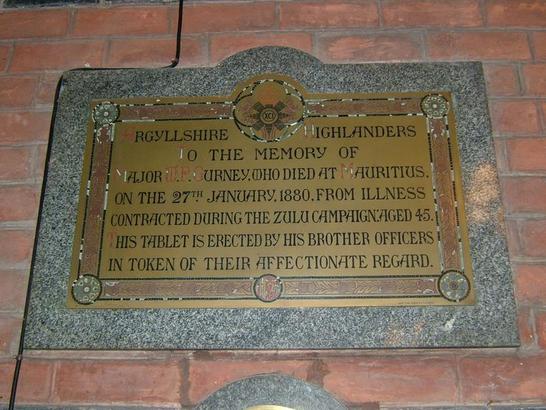 XCI
ARGYLLSHIRE HIGHLANDERS
TO THE MEMORY OF
MAJOR W.P. GURNEY, WHO DIED AT MAURITIUS.
ON THE 27TH JANUARY, 1880. FROM ILLNESS
CONTRACTED DURING THE ZULU CAMPAIGN AGED 45.
THIS TABLET IS ERECTED BY HIS BROTHER OFFICERS
IN TOKEN OF THEIR AFFECTIONATE REGARD.